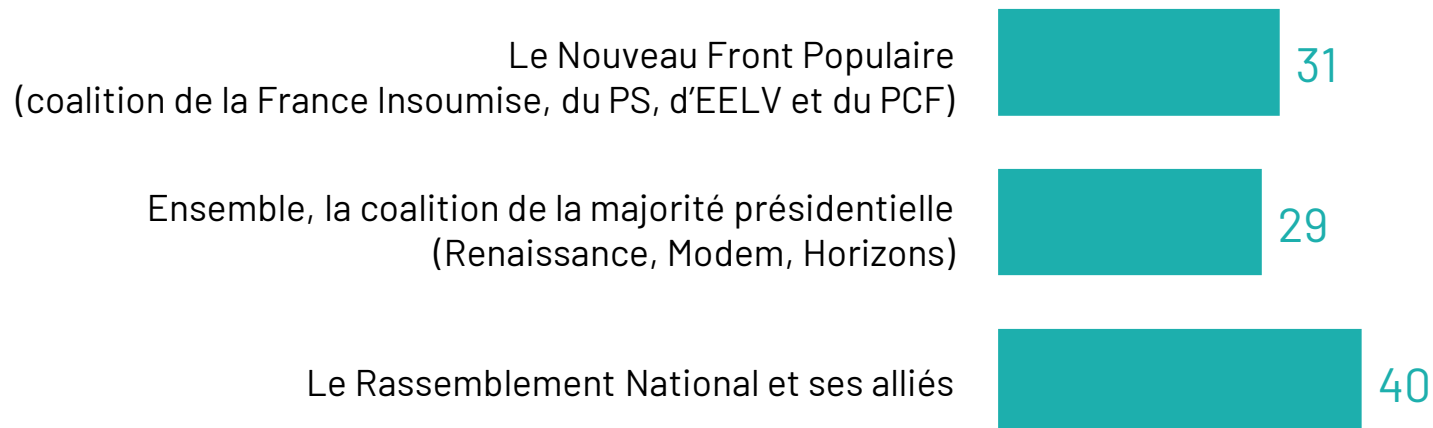 Le Nouveau Front Populaire
(coalition de la France Insoumise, du PS, d’EELV et du PCF)
31
Ensemble, la coalition de la majorité présidentielle
(Renaissance, Modem, Horizons)
29
Le Rassemblement National et ses alliés
40